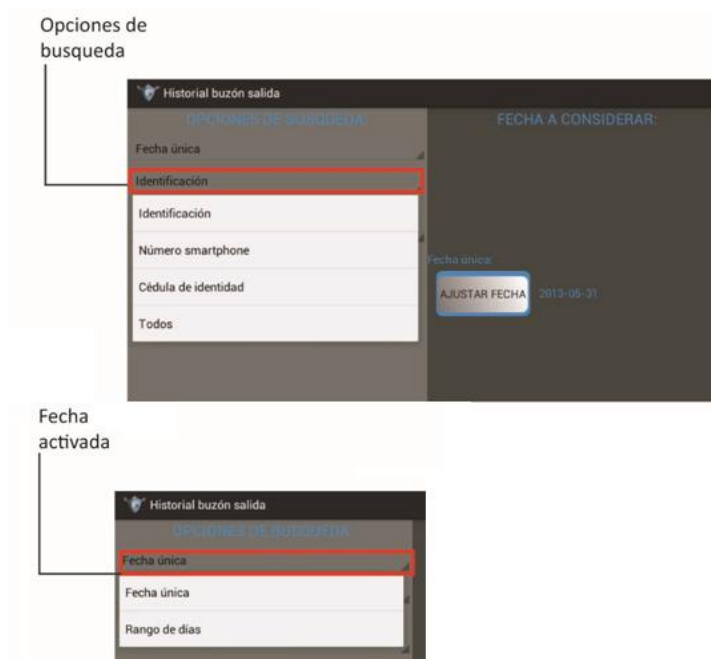 Opciones de
busqueda
Historial buzón salida
OPCIONES DE BUSQUEDA:
FECHA A CONSIDERAR:
Fecha única
Identificación
Identificación
Número smartphone
Cédula de identidad
Todos
Fecha única:
AJUSTAR FECHA
2013-05-31
Fecha
activada
Historial buzón salida
OPCIONES DE BUSQUEDA:
Fecha única
Fecha única
Rango de días